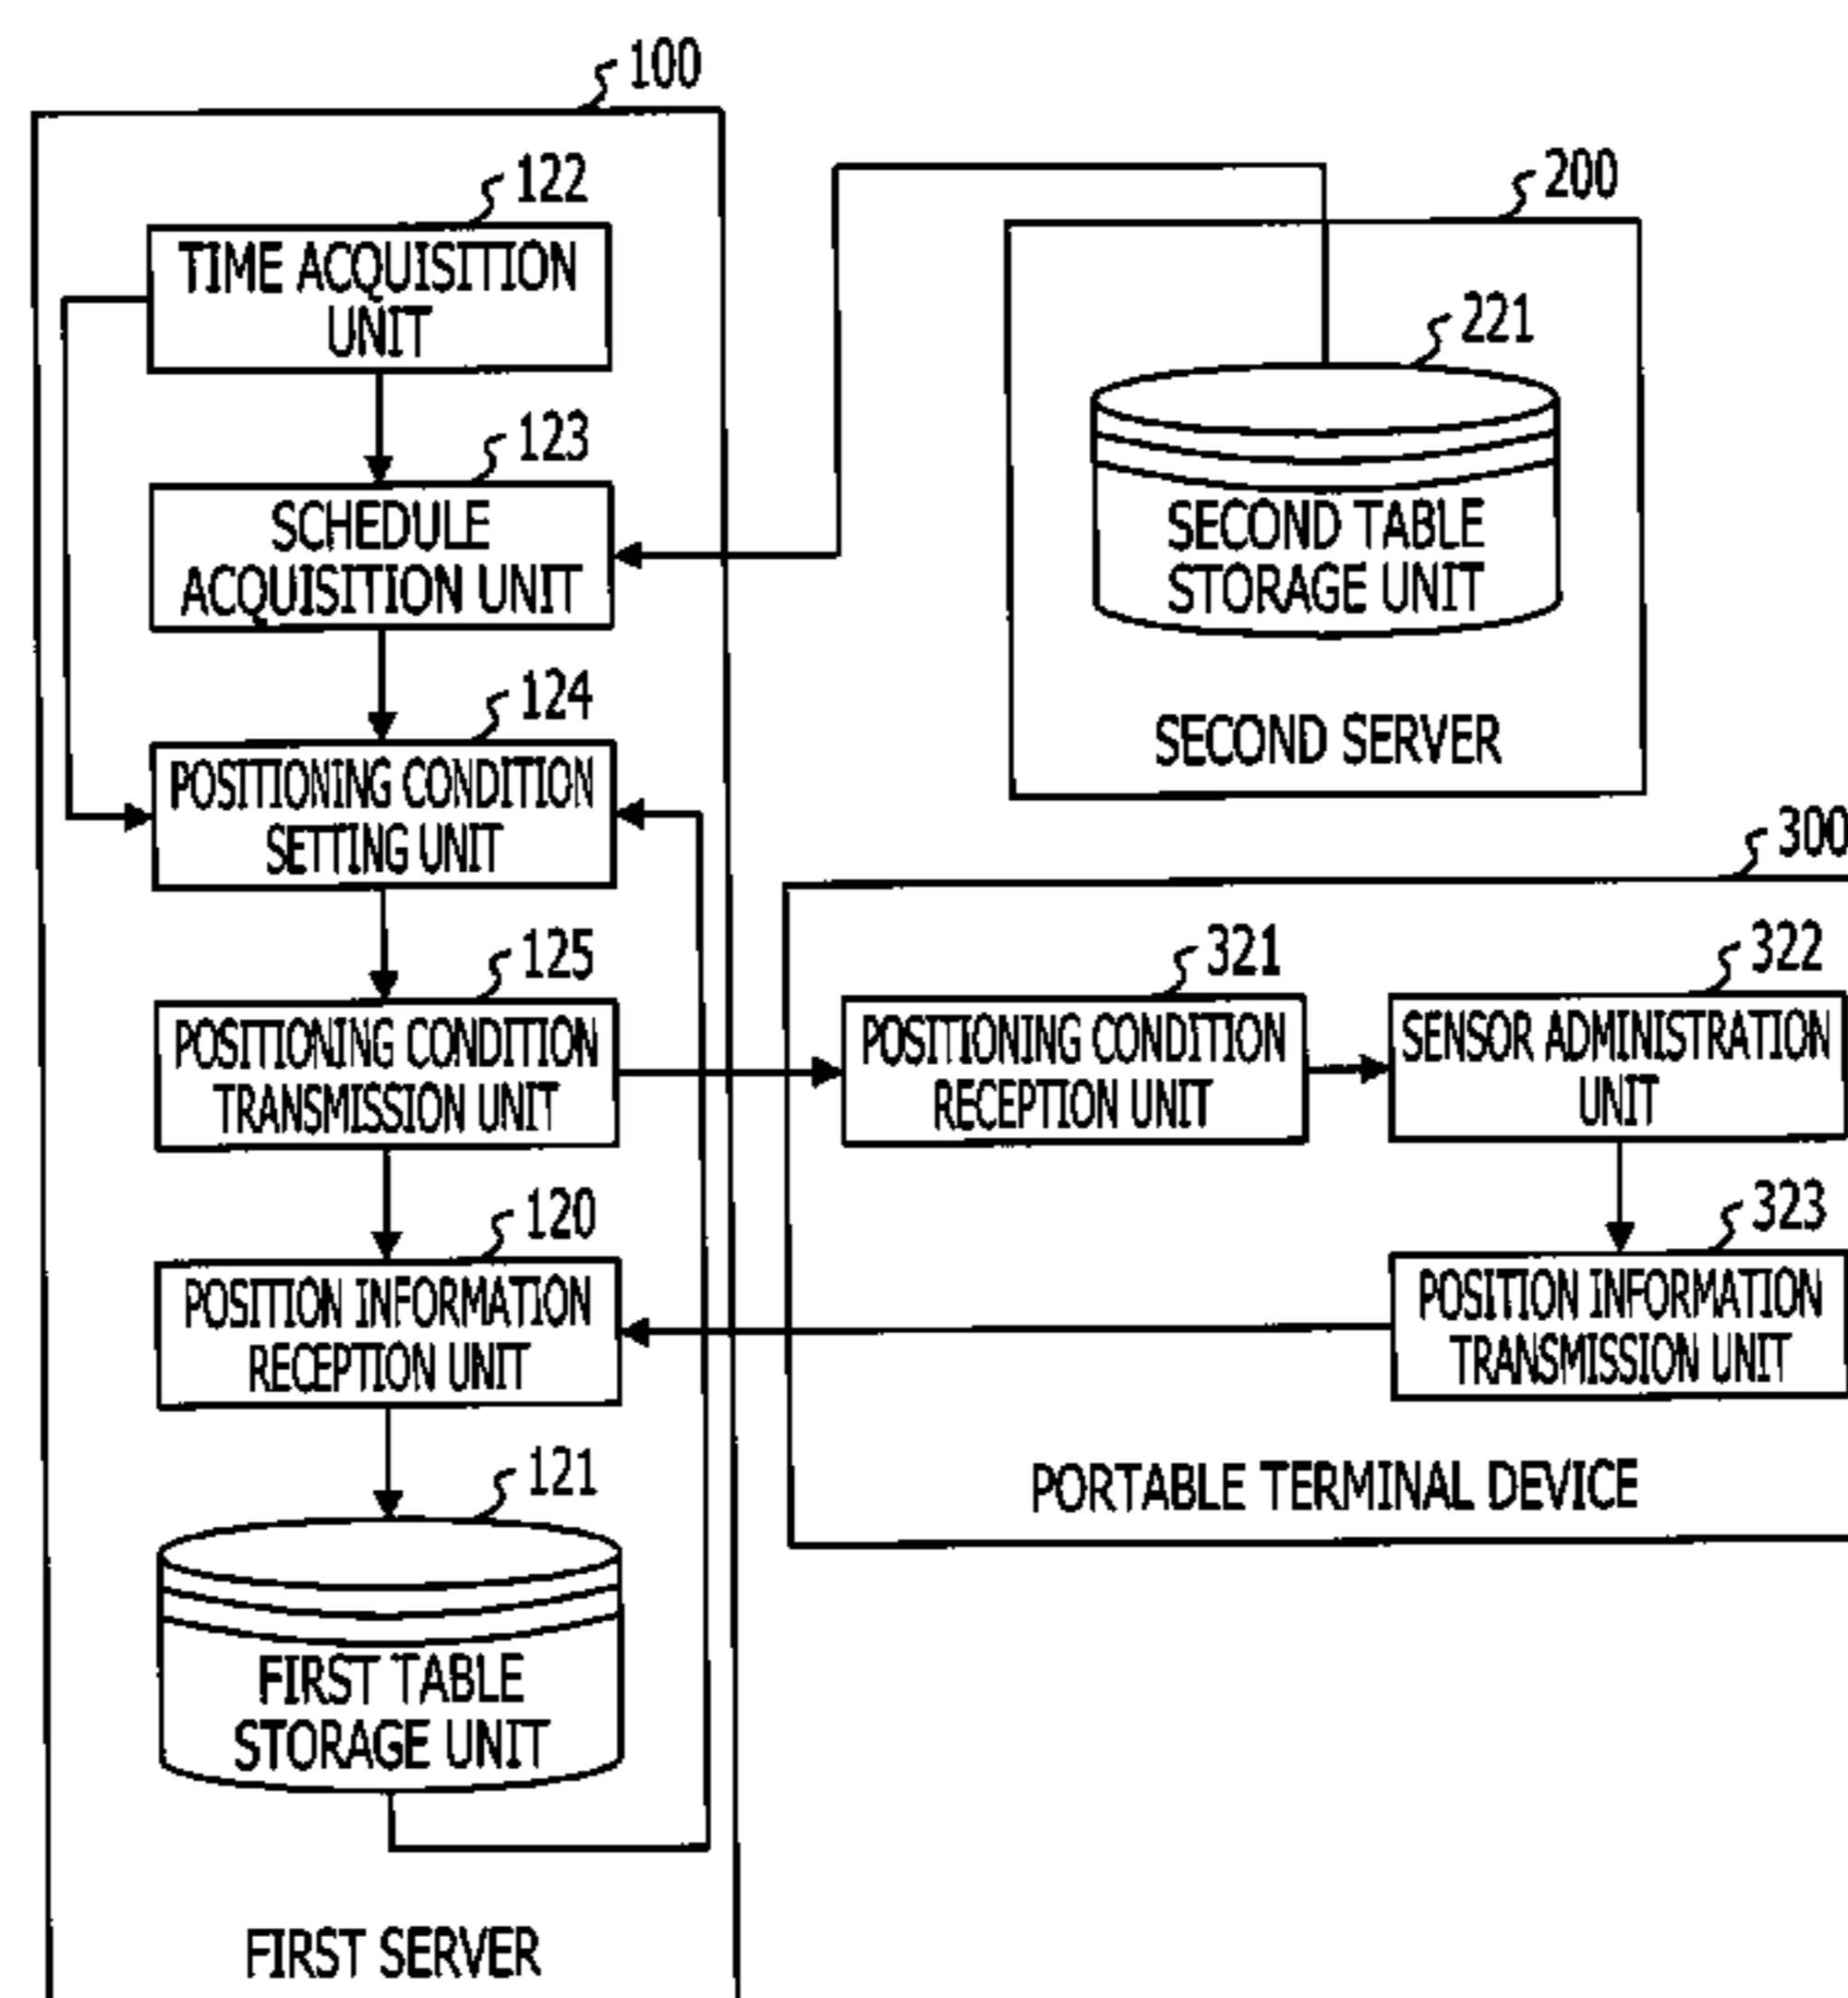 100
122
TIME ACQUISITION
UNIT
123
SCHEDULE
ACQUISITION UNIT
124
POSITIONING CONDITION
SETTING UNIT
125
POSITIONING CONDITION
TRANSMISSION UNIT
120
POSITION INFORMATION
RECEPTION UNIT
121
FIRST TABLE
STORAGE UNIT
FIRST SERVER
200
221
SECOND TABLE
STORAGE UNIT
SECOND SERVER
300
321
POSITIONING CONDITION
RECEPTION UNIT
322
SENSOR ADMINISTRATION
UNIT
323
POSITION INFORMATION
TRANSMISSION UNIT
PORTABLE TERMINAL DEVICE